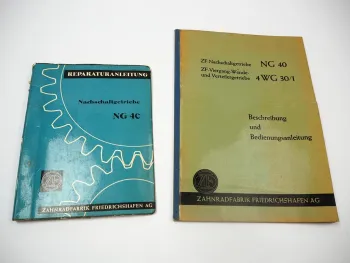 REPARATURANLEITUNG
Nachschaltgetriebe
NG 40
ZAHNRADFABRIK FRIEDRICHSHAFEN AG
ZF-Nachschaltgetriebe NG 40
ZF-Viergang-Wende-
und Verteilergetriebe 4 WG 30/1
Beschreibung
und
Bedienungsanleitung
ZAHNRADFABRIK FRIEDRICHSHAFEN AG